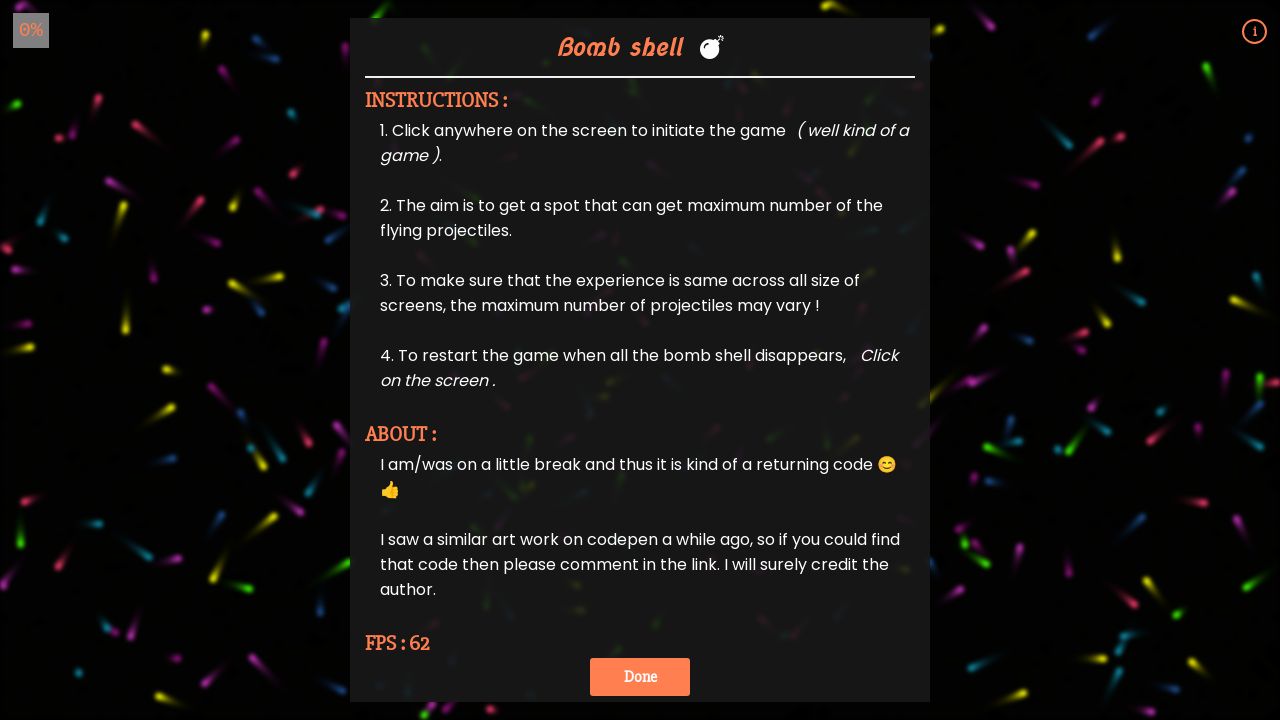 0%
i
Bomb shell 💣
INSTRUCTIONS :
1. Click anywhere on the screen to initiate the game ( well kind of a
game ).
2. The aim is to get a spot that can get maximum number of the
flying projectiles.
3. To make sure that the experience is same across all size of
screens, the maximum number of projectiles may vary !
4. To restart the game when all the bomb shell disappears, Click
on the screen .
ABOUT :
I am/was on a little break and thus it is kind of a returning code 😊
👍
I saw a similar art work on codepen a while ago, so if you could find
that code then please comment in the link. I will surely credit the
author.
FPS : 62
Done